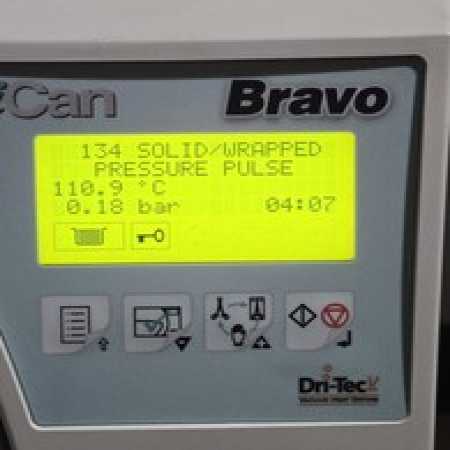 Can Bravo
134 SOLID/WRAPPED
PRESSURE PULSE
110.9 °C
0.18 bar 04:07
Dri-Tec